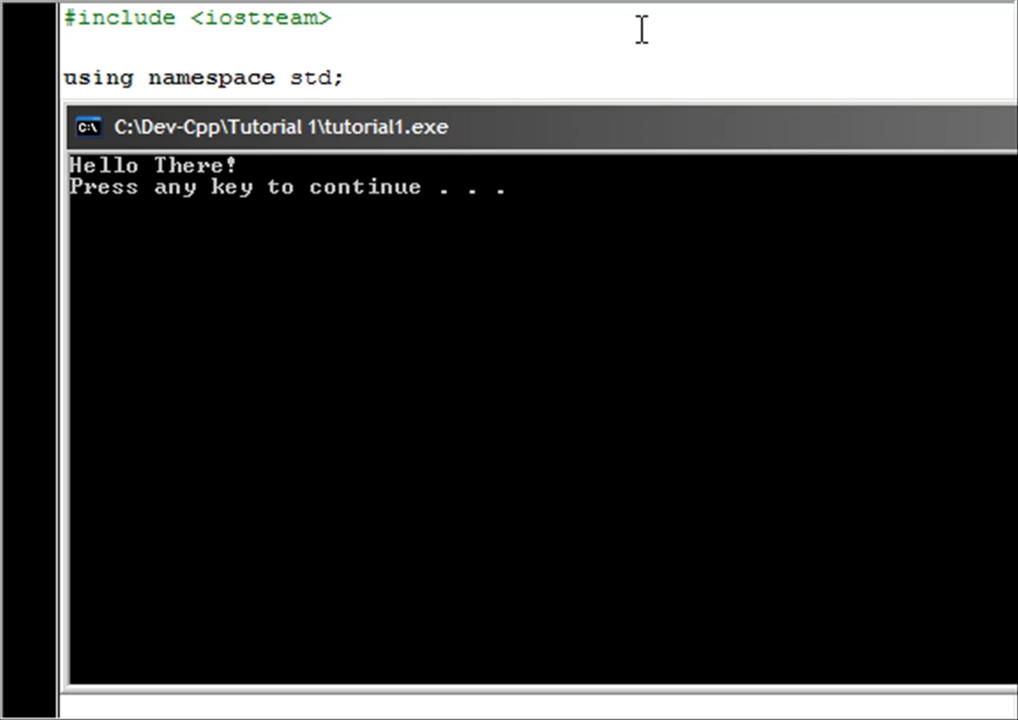 #include <iostream>
using namespace std;
C:\Dev-Cpp\Tutorial 1\tutorial1.exe
Hello There!
Press any key to continue . . .